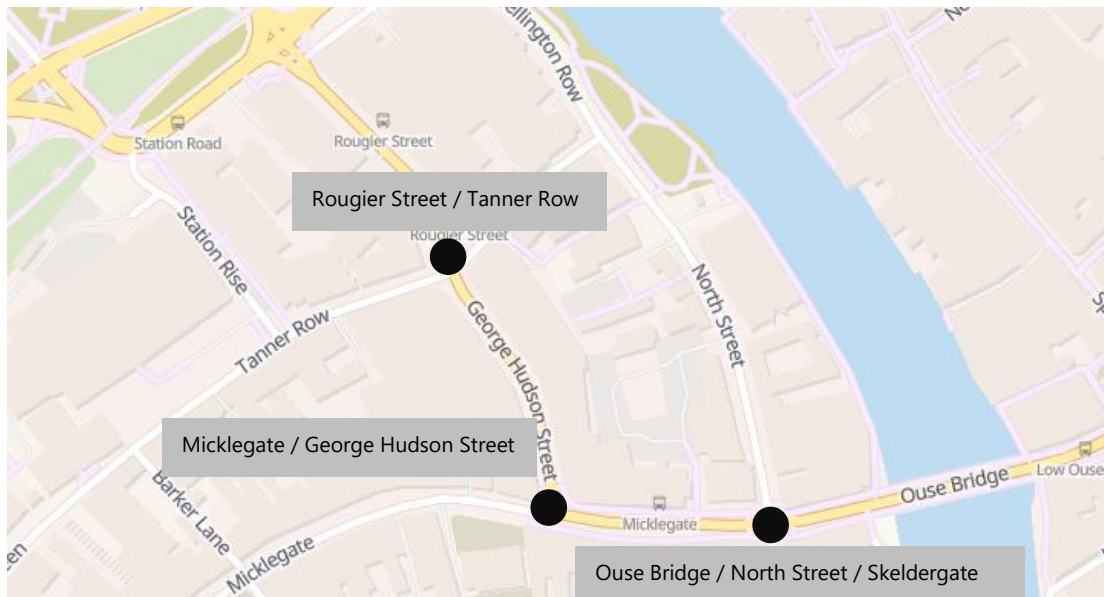 ellington Row
Station Road
Rougier Street
Rougier Street / Tanner Row
Rougier Street
Station Rise
North Street
Tanner Row
George Hudson Street
Micklegate / George Hudson Street
Barker Lane
Ouse Bridge
Low Ouse
Micklegate
Micklegate
Ouse Bridge / North Street / Skeldergate
een